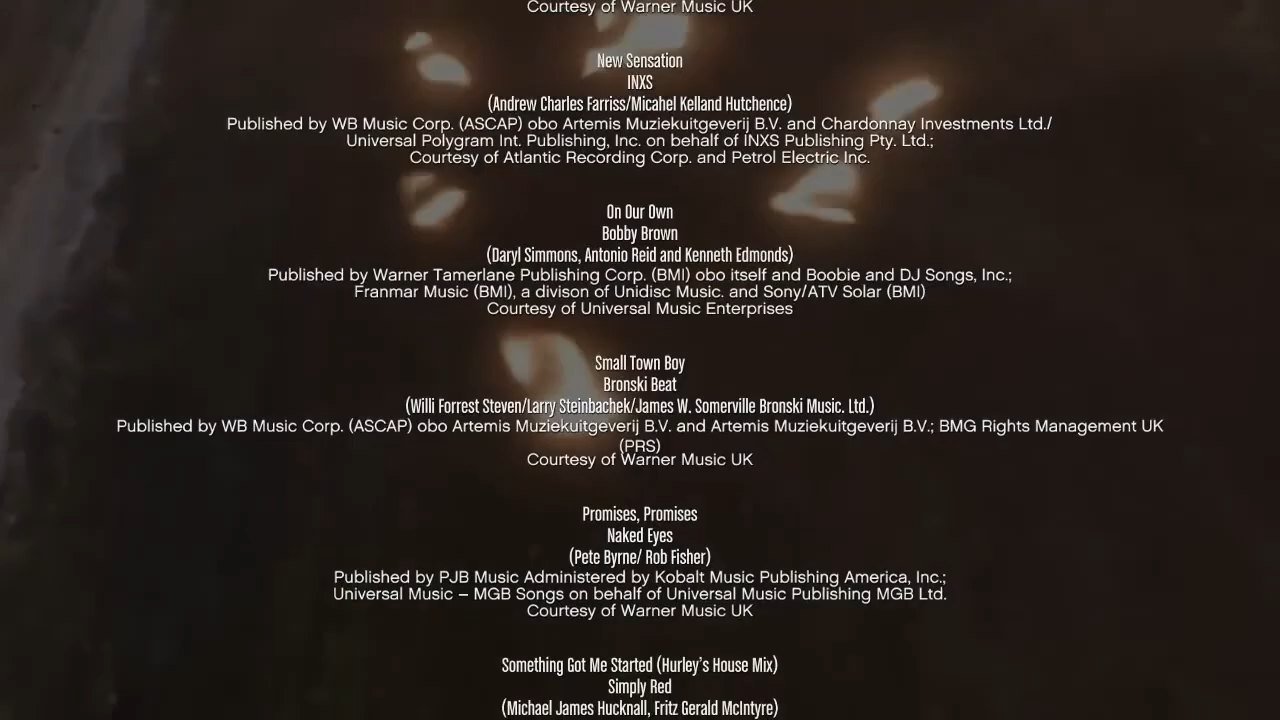 Courtesy of Warner Music UK
New Sensation
INXS
(Andrew Charles Farriss/Micahel Kelland Hutchence)
Published by WB Music Corp. (ASCAP) obo Artemis Muziekuitgeverij B.V. and Chardonnay Investments Ltd./
Universal Polygram Int. Publishing, Inc. on behalf of INXS Publishing Pty. Ltd.;
Courtesy of Atlantic Recording Corp. and Petrol Electric Inc.
On Our Own
Bobby Brown
(Daryl Simmons, Antonio Reid and Kenneth Edmonds)
Published by Warner Tamerlane Publishing Corp. (BMI) obo itself and Boobie and DJ Songs, Inc.;
Franmar Music (BMI), a divison of Unidisc Music. and Sony/ATV Solar (BMI)
Courtesy of Universal Music Enterprises
Small Town Boy
Bronski Beat
(Willi Forrest Steven/Larry Steinbachek/James W. Somerville Bronski Music. Ltd.)
Published by WB Music Corp. (ASCAP) obo Artemis Muziekuitgeverij B.V. and Artemis Muziekuitgeverij B.V.; BMG Rights Management UK
(PRS)
Courtesy of Warner Music UK
Promises, Promises
Naked Eyes
(Pete Byrne/ Rob Fisher)
Published by PJB Music Administered by Kobalt Music Publishing America, Inc.;
Universal Music – MGB Songs on behalf of Universal Music Publishing MGB Ltd.
Courtesy of Warner Music UK
Something Got Me Started (Hurley's House Mix)
Simply Red
(Michael James Hucknall, Fritz Gerald McIntyre)